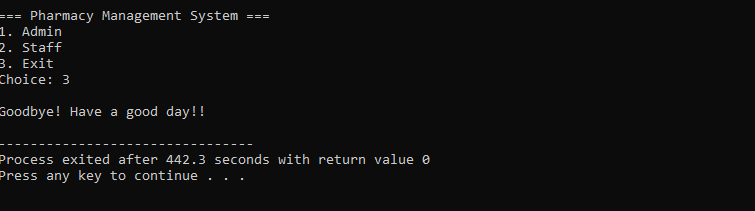 === Pharmacy Management System ===
1. Admin
2. Staff
3. Exit
Choice: 3
Goodbye! Have a good day!!
--------------------------------
Process exited after 442.3 seconds with return value 0
Press any key to continue . . .